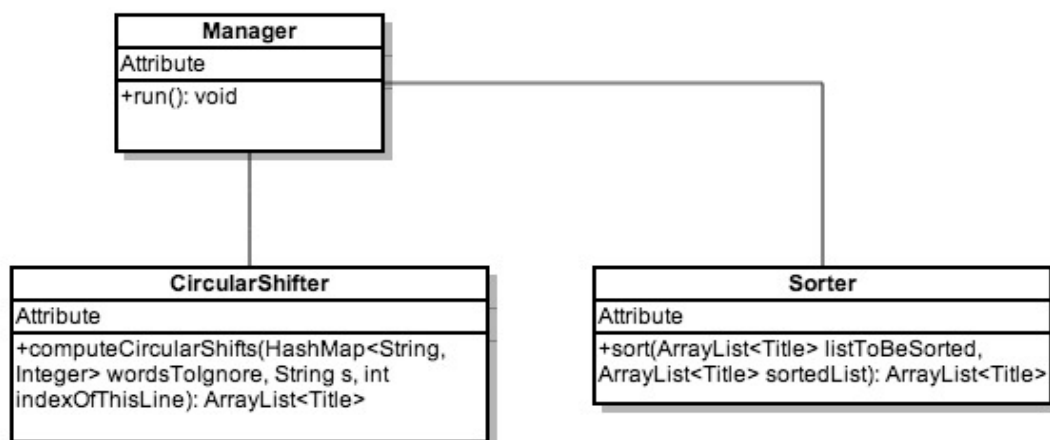 Manager
Attribute
+run(): void
CircularShifter
Attribute
+computeCircularShifts(HashMap<String,
Integer> wordsToIgnore, String s, int
indexOfThisLine): ArrayList<Title>
Sorter
Attribute
+sort(ArrayList<Title> listToBeSorted,
ArrayList<Title> sortedList): ArrayList<Title>